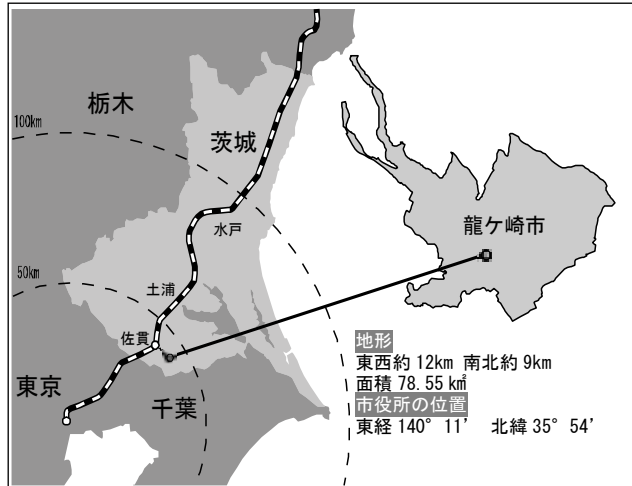 栃木
100km
茨城
龍ケ崎市
水戸
50km
土浦
佐貫
東京
千葉
地形
東西約 12km 南北約 9km
面積 78.55 ㎢
市役所の位置
東経 140° 11’ 北緯 35° 54’